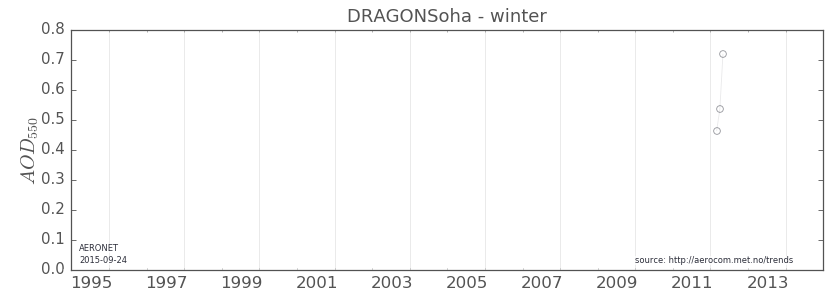 DRAGONSoha - winter
0.8
0.7
0.6
0.5
0.4
0.3
0.2
0.1
0.0
AOD550
AERONET
2015-09-24
source: http://aerocom.met.no/trends
1995 1997 1999 2001 2003 2005 2007 2009 2011 2013